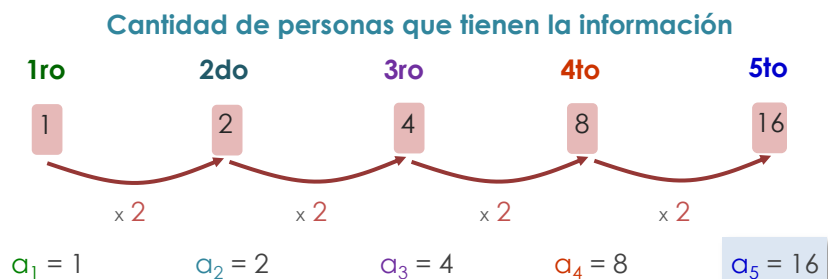 Cantidad de personas que tienen la información
1ro 2do 3ro 4to 5to
1 2 4 8 16
x 2 x 2 x 2 x 2
a₁ = 1 a₂ = 2 a₃ = 4 a₄ = 8 a₅ = 16